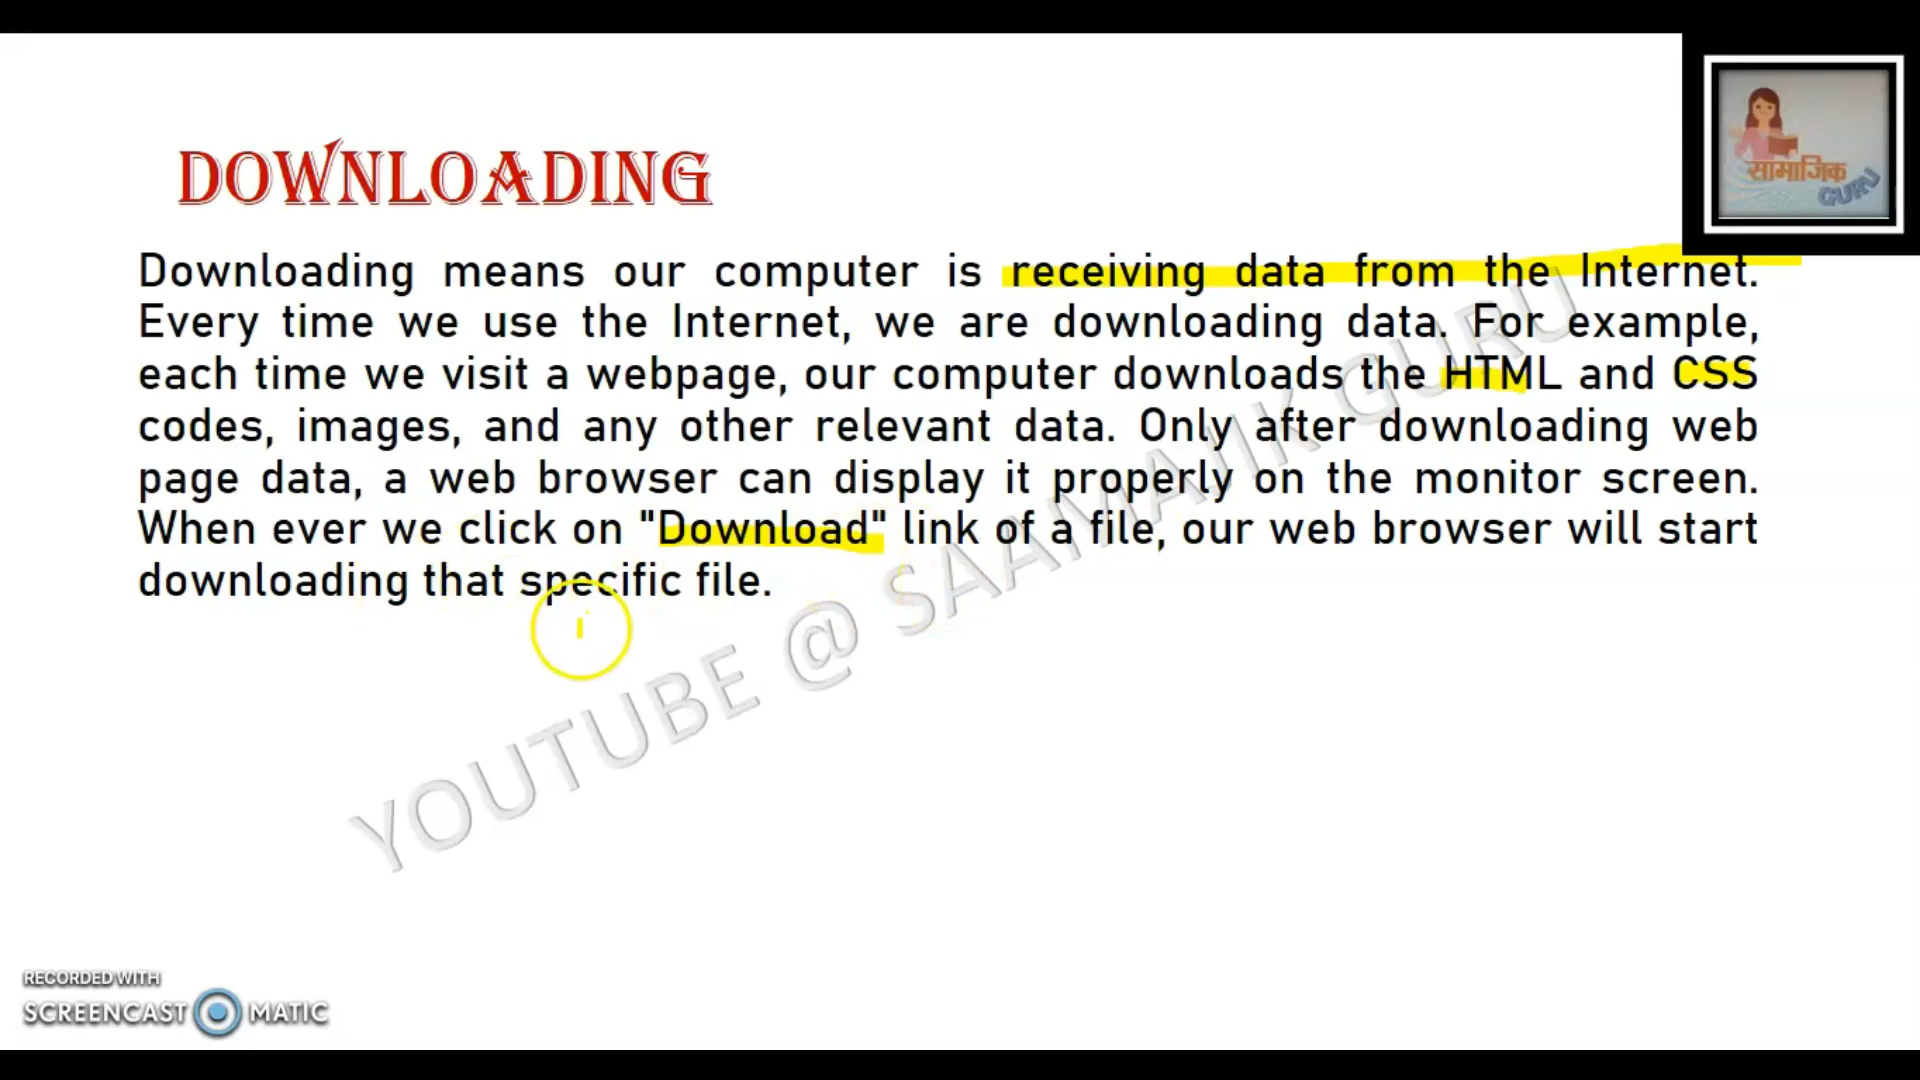 DOWNLOADING
सामाजिक
GURU
Downloading means our computer is receiving data from the Internet.
Every time we use the Internet, we are downloading data. For example,
each time we visit a webpage, our computer downloads the HTML and CSS
codes, images, and any other relevant data. Only after downloading web
page data, a web browser can display it properly on the monitor screen.
When ever we click on "Download" link of a file, our web browser will start
downloading that specific file.
YOUTUBE @ SAAMAJIK GURU
RECORDED WITH
SCREENCAST MATIC